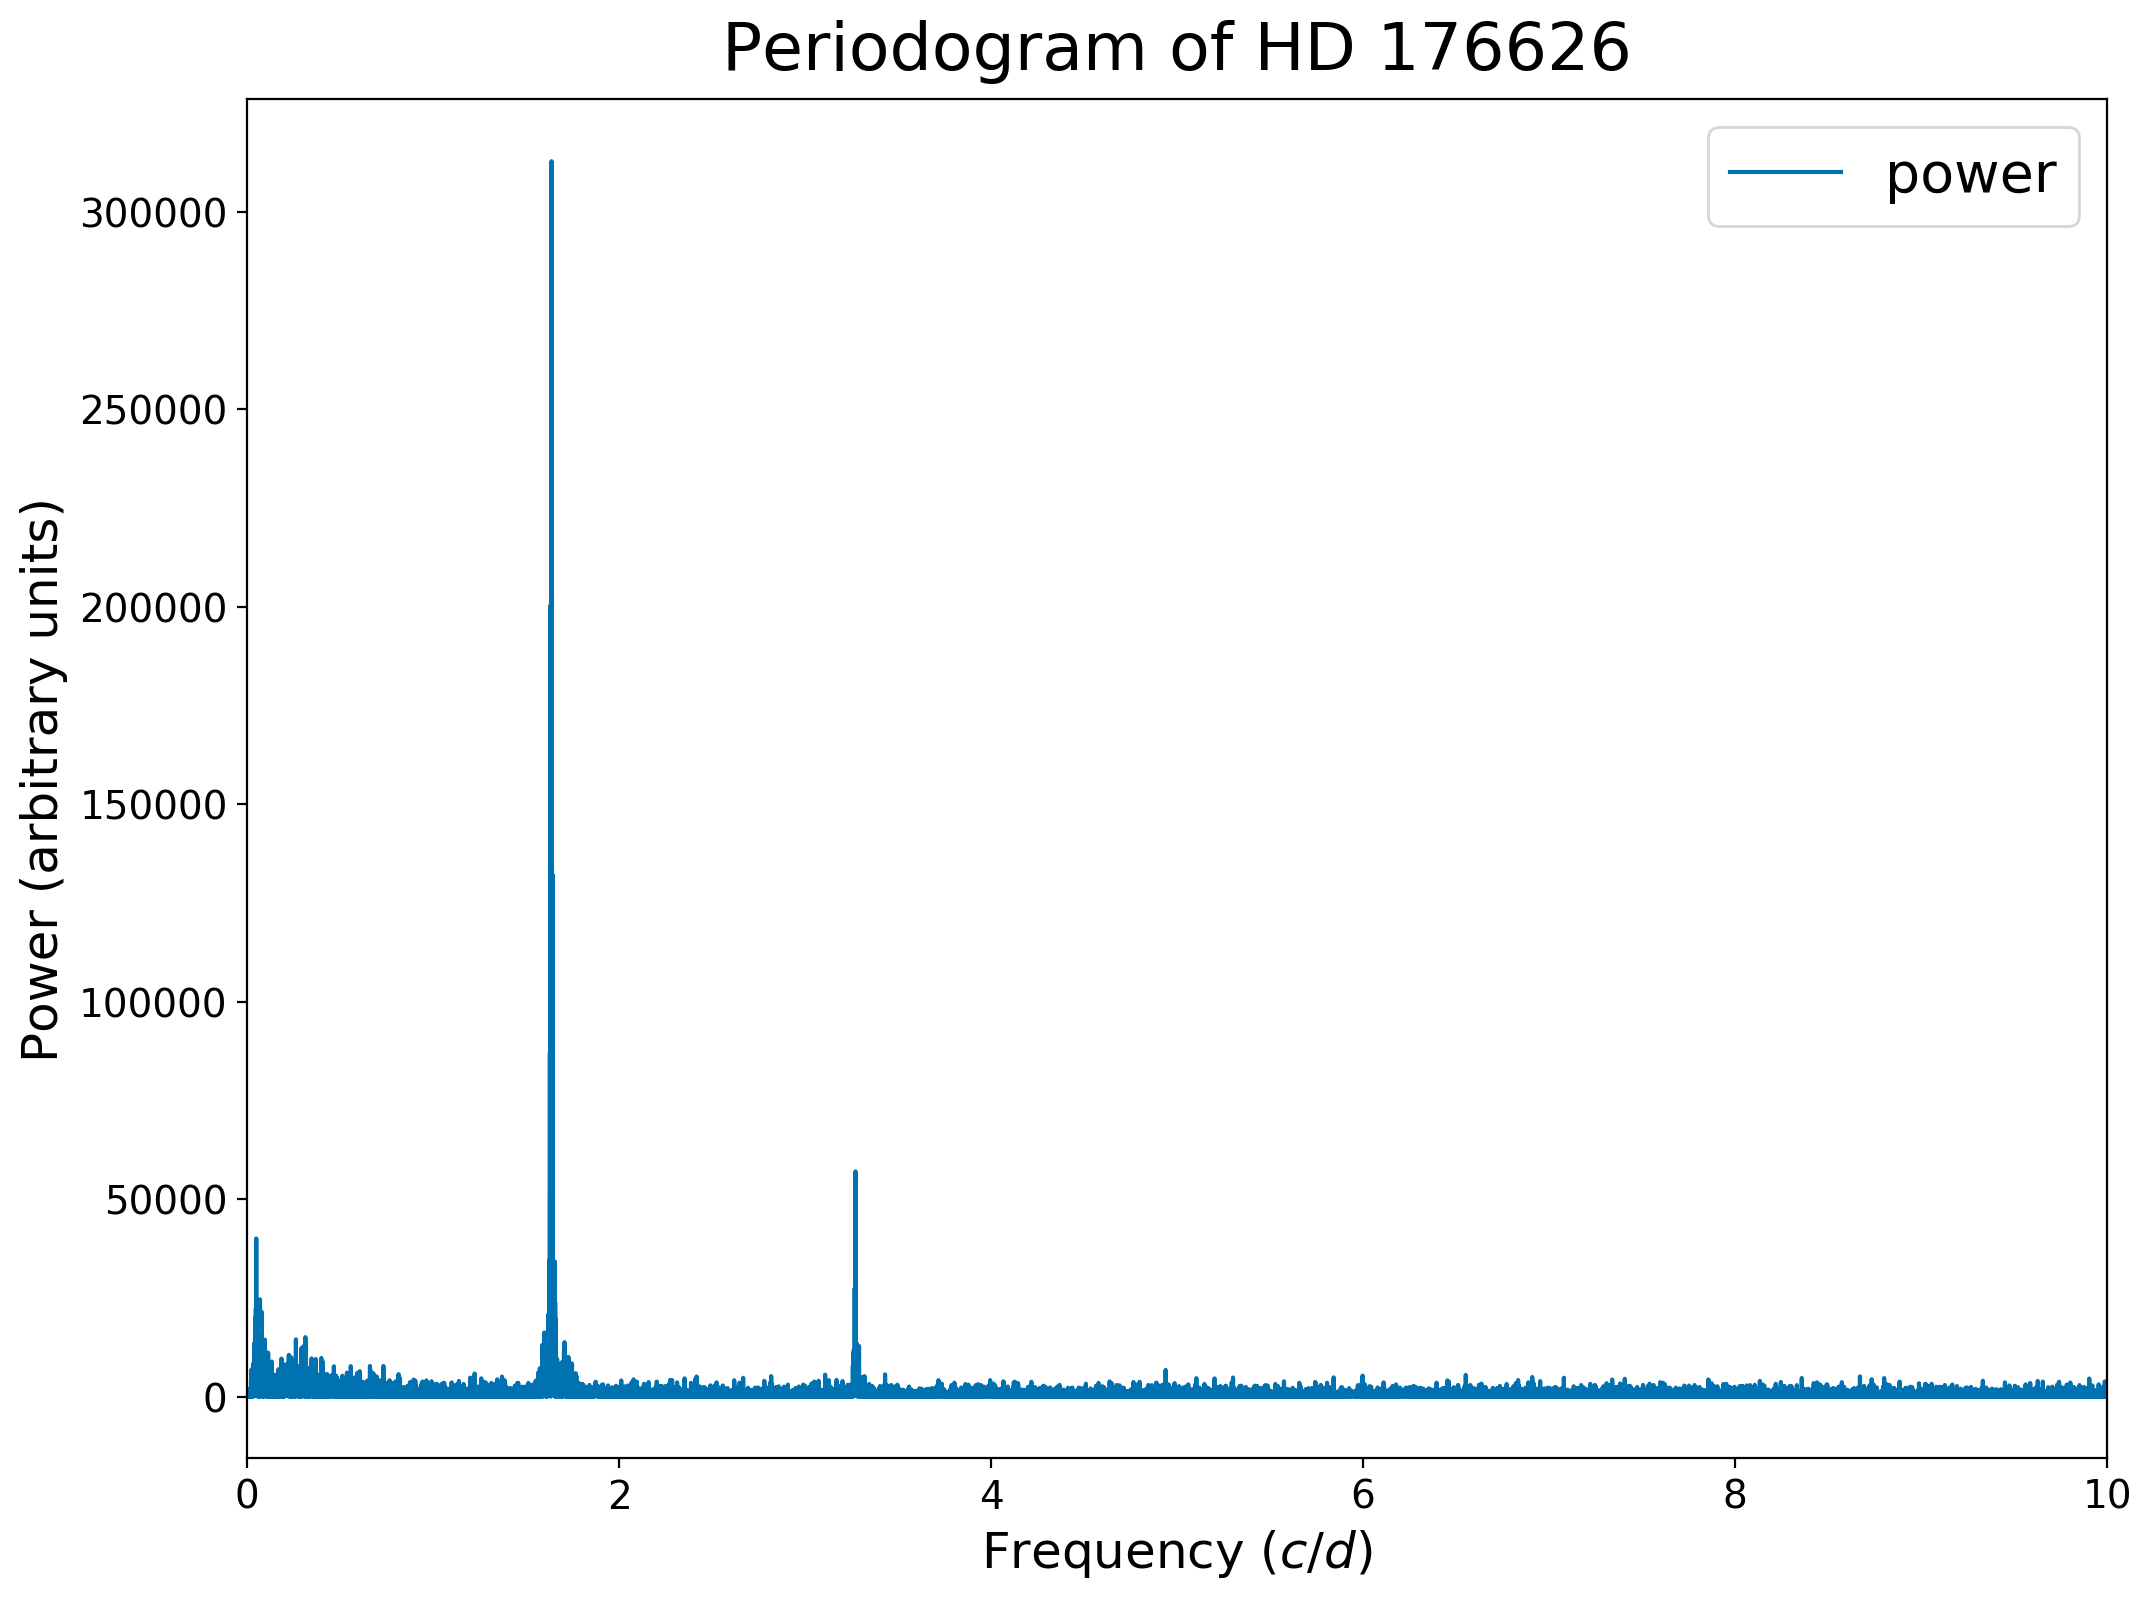 Periodogram of HD 176626
power
Power (arbitrary units)
300000
250000
200000
150000
100000
50000
0
0 2 4 6 8 10
Frequency (c/d)